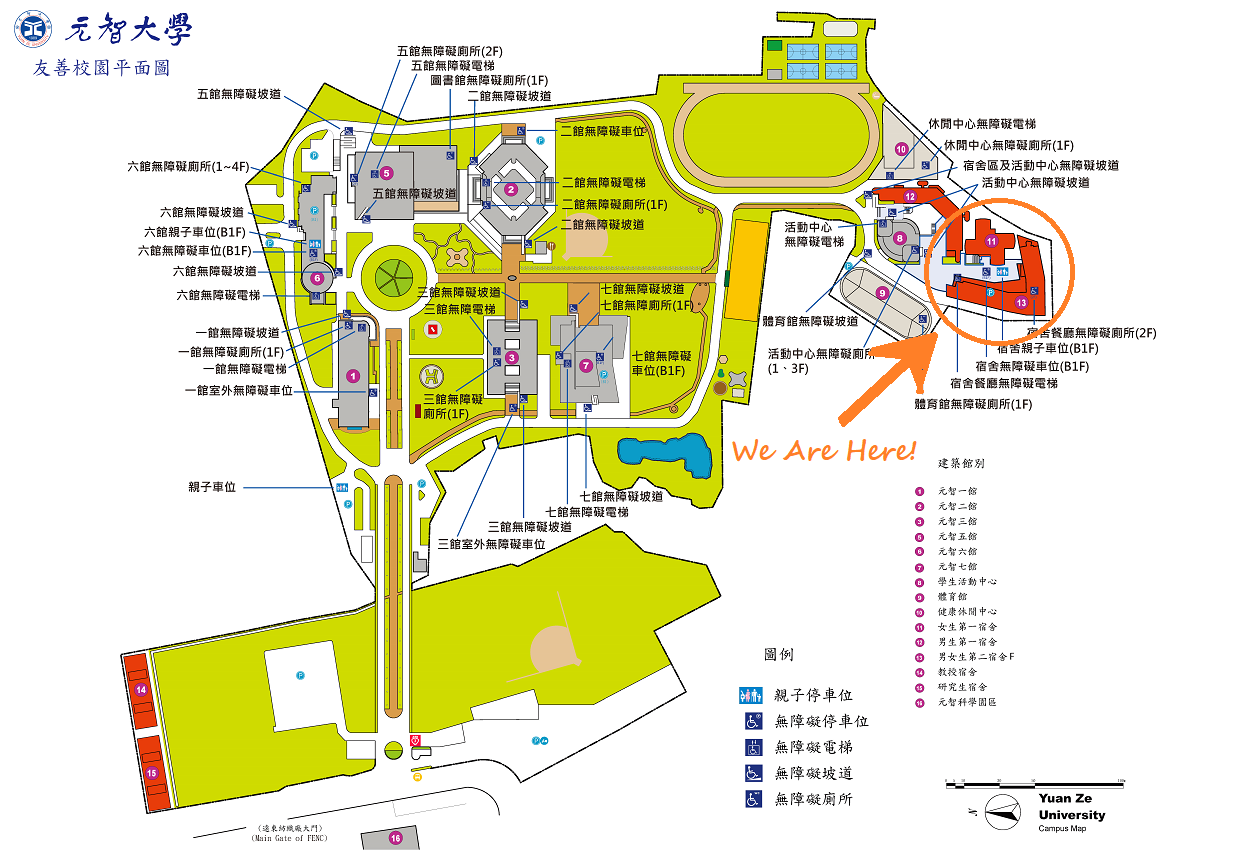 元智大學
友善校園平面圖
五館無障礙廁所(2F)
五館無障礙電梯
圖書館無障礙廁所(1F)
二館無障礙坡道
五館無障礙坡道
二館無障礙車位
六館無障礙廁所(1~4F)
五館無障礙坡道
二館無障礙電梯
二館無障礙廁所(1F)
二館無障礙坡道
六館無障礙坡道
六館親子車位(B1F)
六館無障礙車位(B1F)
六館無障礙坡道
六館無障礙電梯
休閒中心無障礙電梯
休閒中心無障礙廁所(1F)
宿舍區及活動中心無障礙坡道
活動中心無障礙坡道
活動中心
無障礙電梯
三館無障礙坡道
三館無障礙電梯
七館無障礙坡道
七館無障礙廁所(1F)
七館無障礙
車位(B1F)
一館無障礙坡道
一館無障礙廁所(1F)
一館無障礙電梯
一館室外無障礙車位
三館無障礙
廁所(1F)
體育館無障礙坡道
活動中心無障礙廁所
(1、3F)
宿舍餐廳無障礙廁所(2F)
宿舍親子車位(B1F)
宿舍無障礙車位(B1F)
宿舍餐廳無障礙電梯
體育館無障礙廁所(1F)
We Are Here!
親子車位
七館無障礙坡道
七館無障礙電梯
三館無障礙坡道
三館室外無障礙車位
5
2
6
1
3
7
10
12
8
11
9
13
14
15
16
建築館別
1 元智一館
2 元智二館
3 元智三館
5 元智五館
6 元智六館
7 元智七館
8 學生活動中心
9 體育館
10 健康休閒中心
11 女生第一宿舍
12 男生第一宿舍
13 男女生第二宿舍F
14 教授宿舍
15 研究生宿舍
16 元智科學園區
圖例
親子停車位
無障礙停車位
無障礙電梯
無障礙坡道
無障礙廁所
(遠東紡織廠大門)
(Main Gate of FENC)
N
Yuan Ze
University
Campus Map